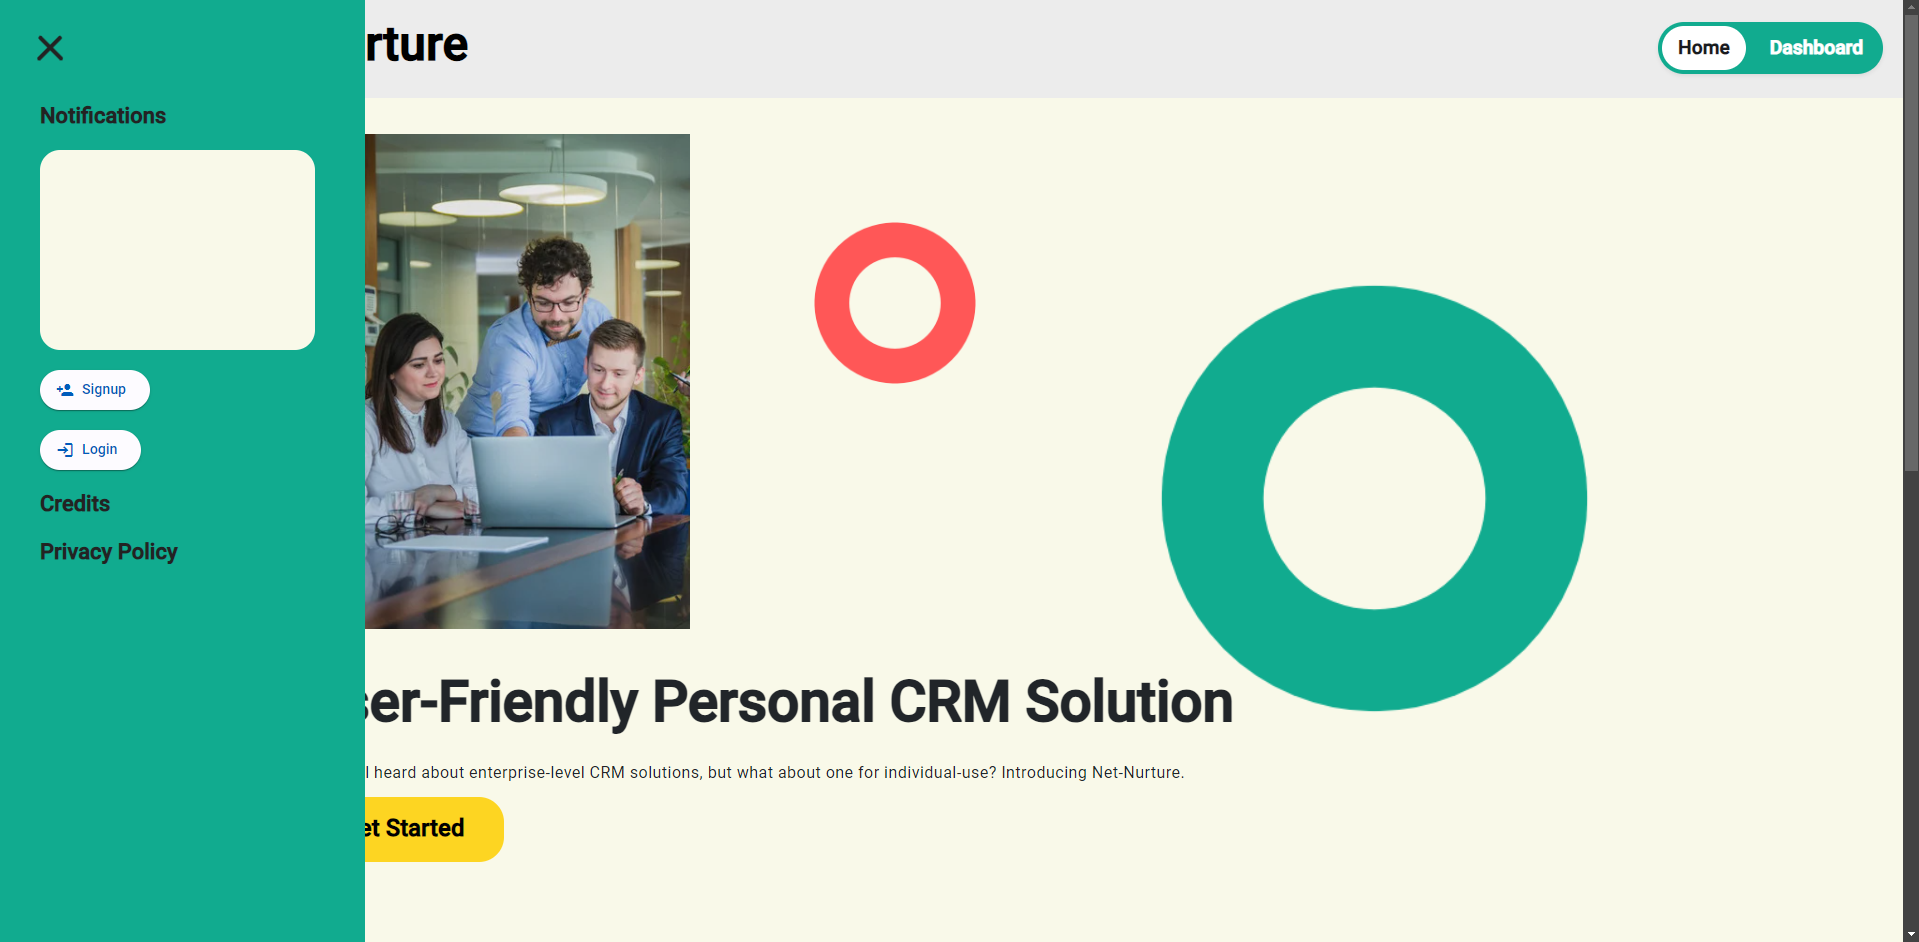 Notifications
Signup
Login
Credits
Privacy Policy
rture
Home
Dashboard
ser-Friendly Personal CRM Solution
l heard about enterprise-level CRM solutions, but what about one for individual-use? Introducing Net-Nurture.
et Started